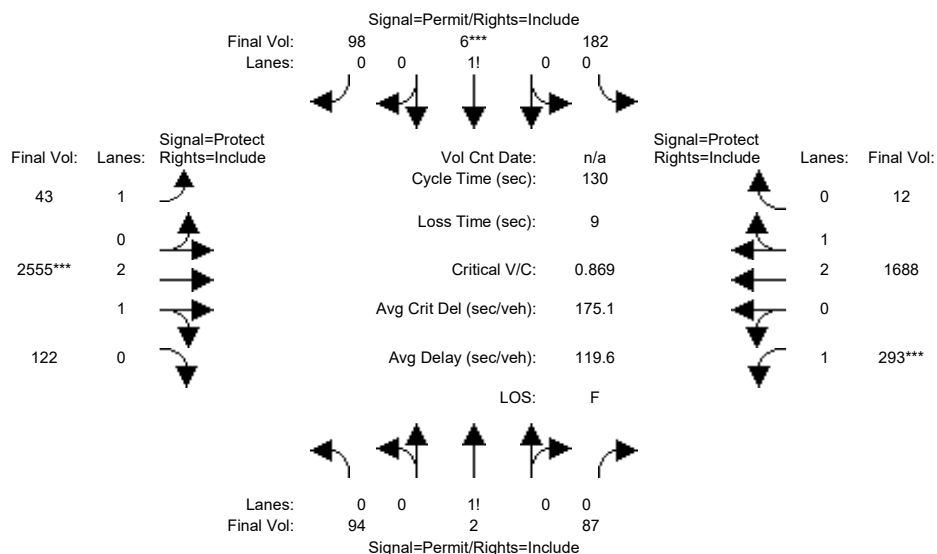 Signal=Permit/Rights=Include
Final Vol: 98 6*** 182
Lanes: 0 0 1! 0 0
Signal=Protect
Final Vol: Lanes: Rights=Include
Vol Cnt Date: n/a
Signal=Protect
Rights=Include Lanes: Final Vol:
Cycle Time (sec): 130
43 1
0 12
Loss Time (sec): 9
0
1
2555*** 2
Critical V/C: 0.869
2 1688
1
Avg Crit Del (sec/veh): 175.1
0
122 0
Avg Delay (sec/veh): 119.6
1 293***
LOS: F
Lanes: 0 0 1! 0 0
Final Vol: 94 2 87
Signal=Permit/Rights=Include